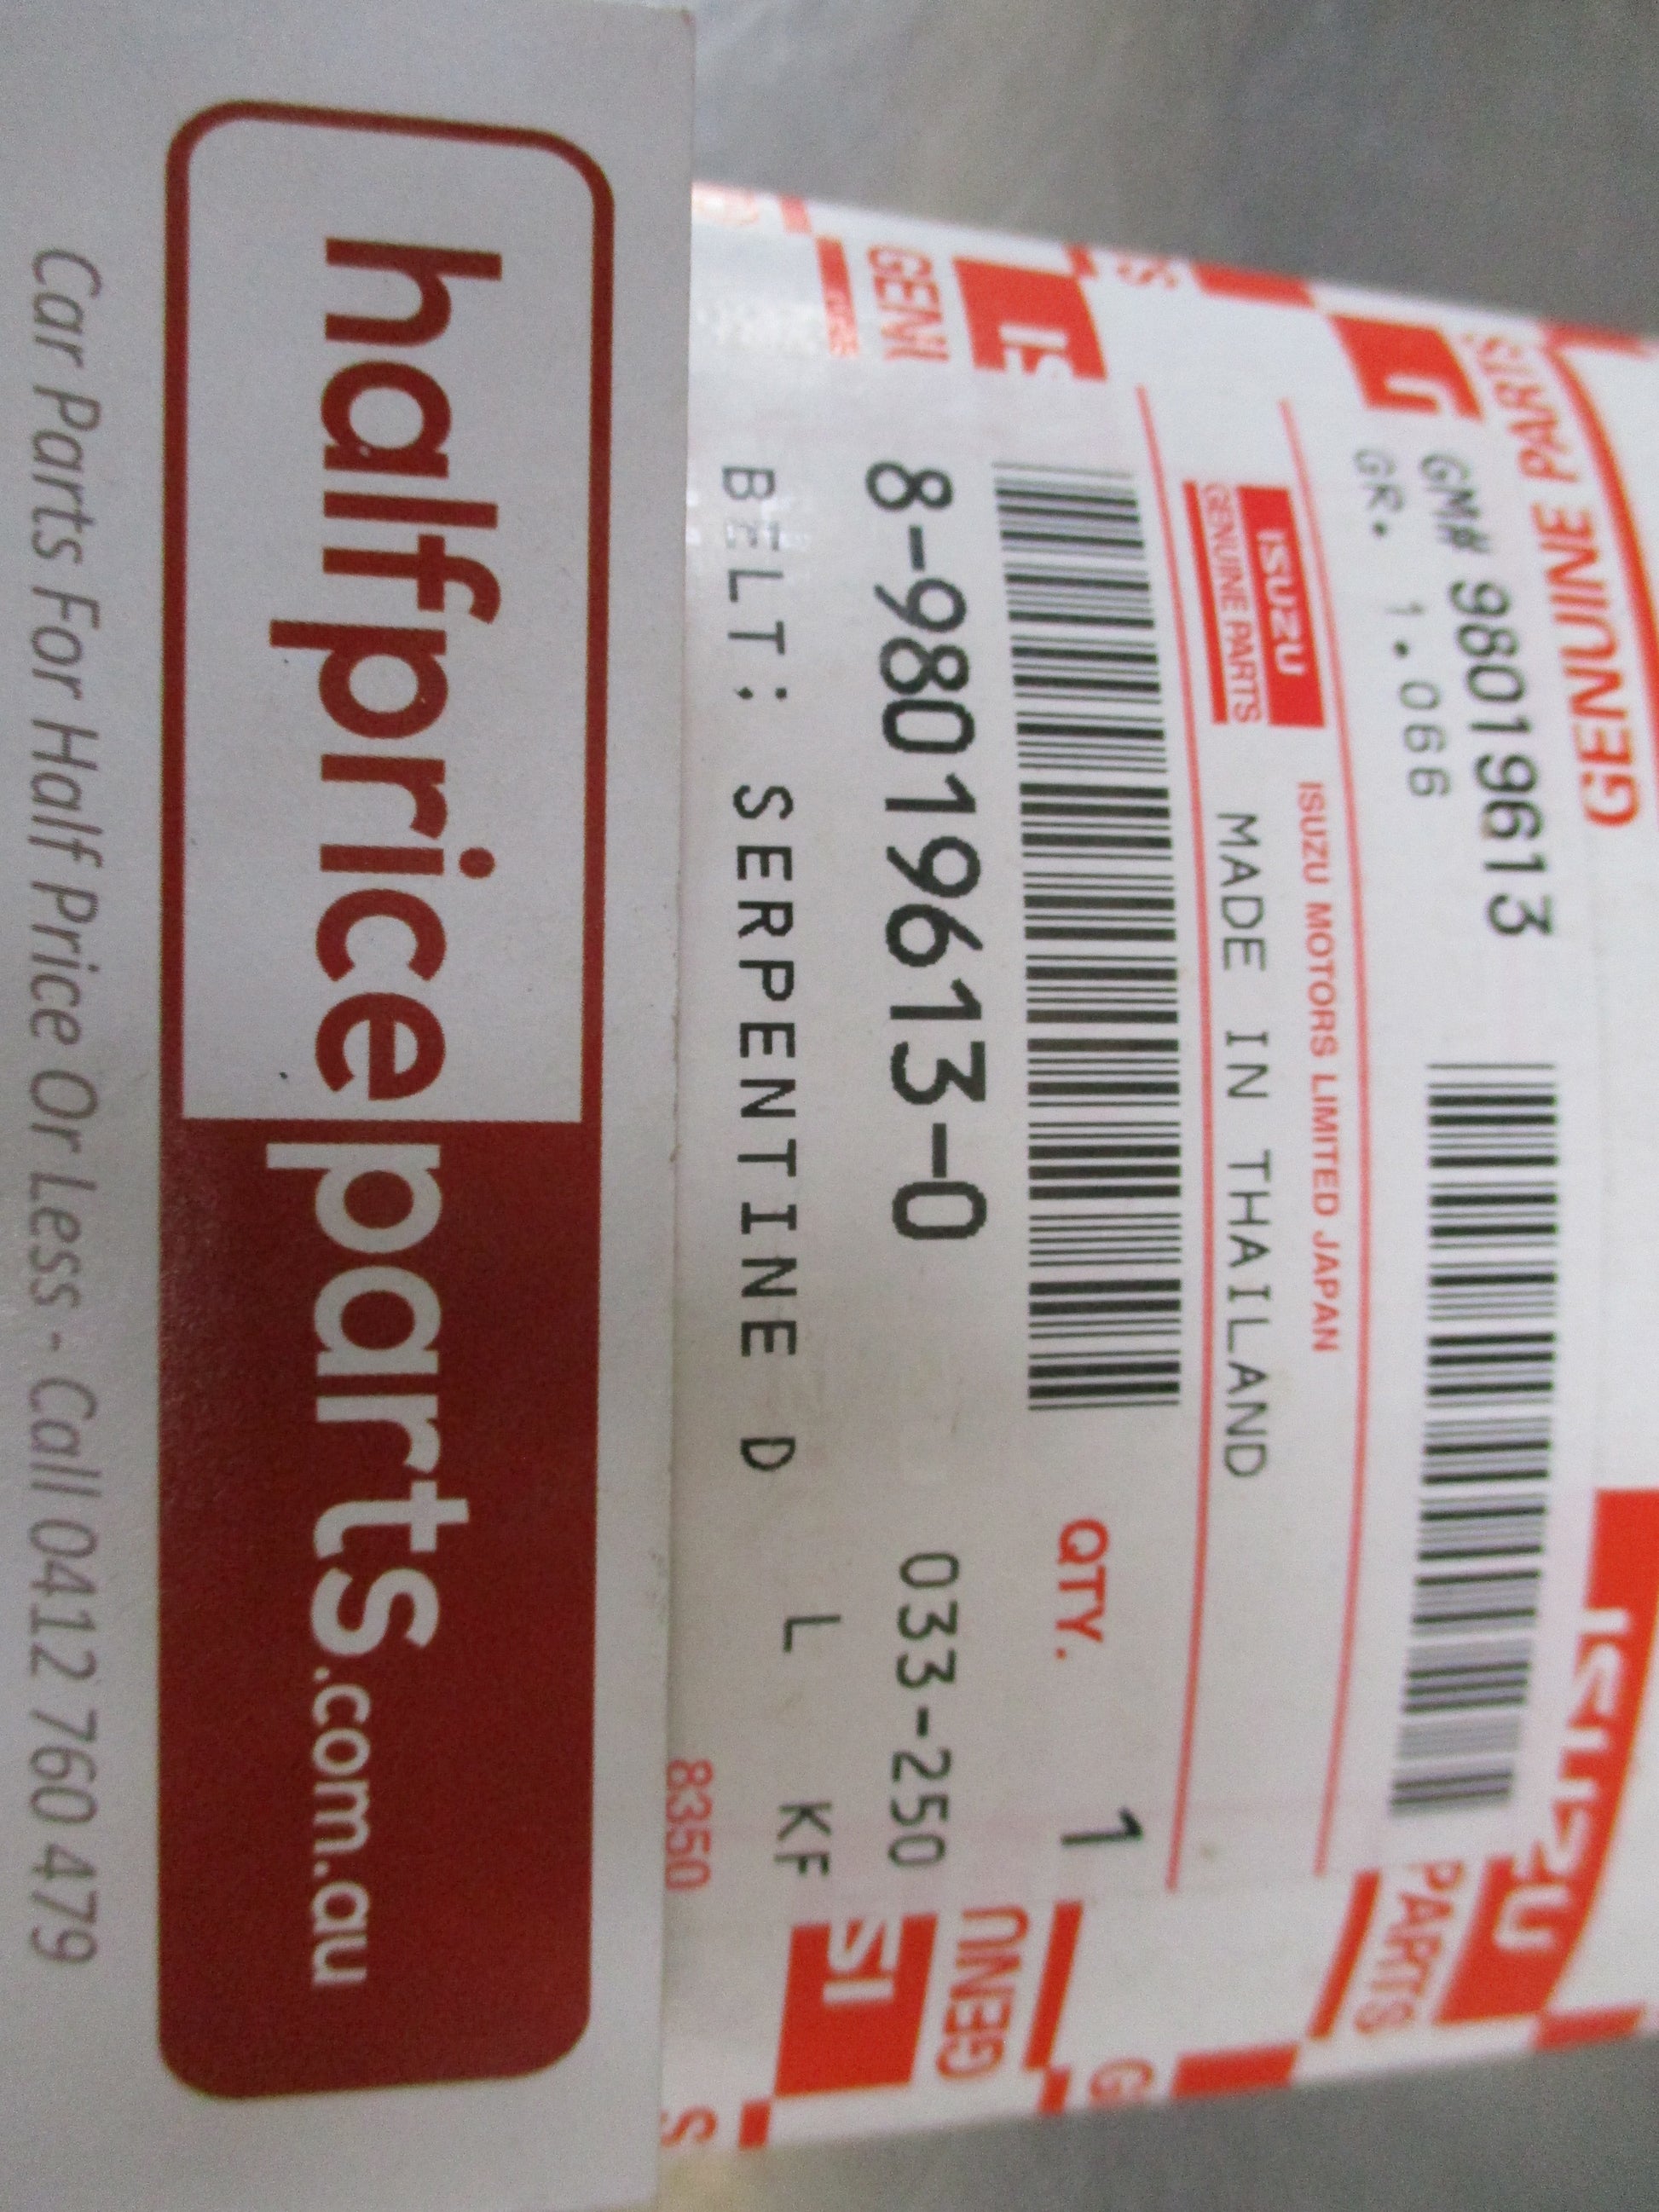 GENUINE PARTS
GM# 98019613
GR. 1.066
ISUZU
GENUINE PARTS
ISUZU MOTORS LIMITED JAPAN
MADE IN THAILAND
QTY. 1
8-98019613-0 033-250
BELT; SERPENTINE D L KF
8350
ISUZU
PARTS
halfpriceparts.com.au
Car Parts For Half Price Or Less - Call 0412 760 479